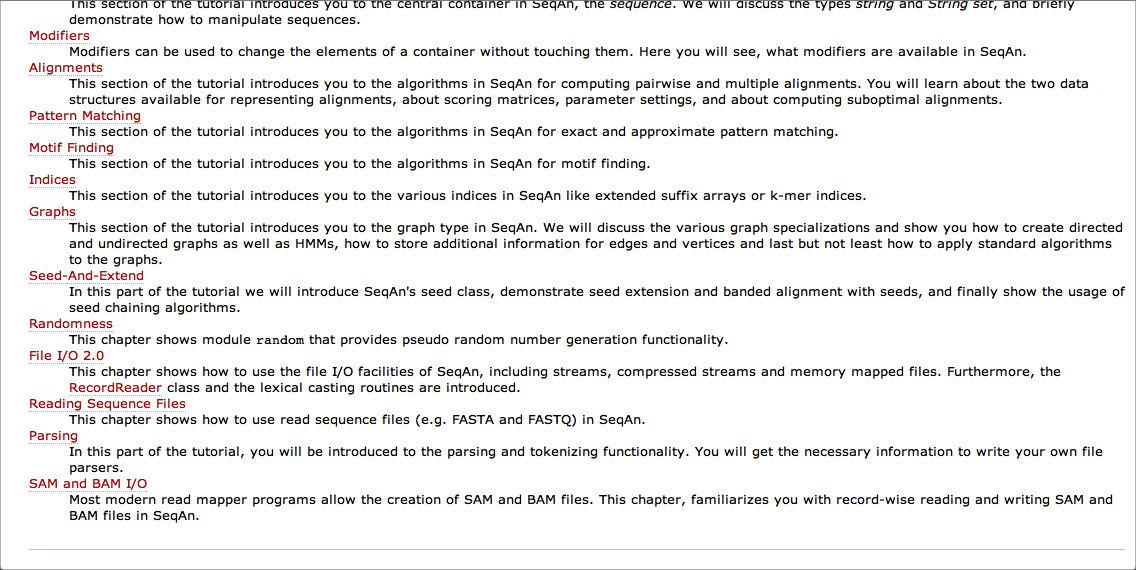 This section of the tutorial introduces you to the central container in SeqAn, the sequence. We will discuss the types string and String set, and briefly
demonstrate how to manipulate sequences.
Modifiers
Modifiers can be used to change the elements of a container without touching them. Here you will see, what modifiers are available in SeqAn.
Alignments
This section of the tutorial introduces you to the algorithms in SeqAn for computing pairwise and multiple alignments. You will learn about the two data
structures available for representing alignments, about scoring matrices, parameter settings, and about computing suboptimal alignments.
Pattern Matching
This section of the tutorial introduces you to the algorithms in SeqAn for exact and approximate pattern matching.
Motif Finding
This section of the tutorial introduces you to the algorithms in SeqAn for motif finding.
Indices
This section of the tutorial introduces you to the various indices in SeqAn like extended suffix arrays or k-mer indices.
Graphs
This section of the tutorial introduces you to the graph type in SeqAn. We will discuss the various graph specializations and show you how to create directed
and undirected graphs as well as HMMs, how to store additional information for edges and vertices and last but not least how to apply standard algorithms
to the graphs.
Seed-And-Extend
In this part of the tutorial we will introduce SeqAn's seed class, demonstrate seed extension and banded alignment with seeds, and finally show the usage of
seed chaining algorithms.
Randomness
This chapter shows module random that provides pseudo random number generation functionality.
File I/O 2.0
This chapter shows how to use the file I/O facilities of SeqAn, including streams, compressed streams and memory mapped files. Furthermore, the
RecordReader class and the lexical casting routines are introduced.
Reading Sequence Files
This chapter shows how to use read sequence files (e.g. FASTA and FASTQ) in SeqAn.
Parsing
In this part of the tutorial, you will be introduced to the parsing and tokenizing functionality. You will get the necessary information to write your own file
parsers.
SAM and BAM I/O
Most modern read mapper programs allow the creation of SAM and BAM files. This chapter, familiarizes you with record-wise reading and writing SAM and
BAM files in SeqAn.